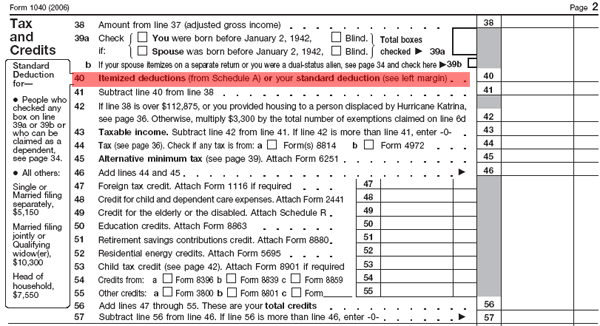 Form 1040 (2006) Page 2
Tax and Credits
38 Amount from line 37 (adjusted gross income) 38
39a Check if: You were born before January 2, 1942, Blind. Total boxes
Spouse was born before January 2, 1942, Blind. checked ► 39a
b If your spouse itemizes on a separate return or you were a dual-status alien, see page 34 and check here ►39b
Standard Deduction for—
• People who checked any box on line 39a or 39b or who can be claimed as a dependent, see page 34.
• All others:
Single or Married filing separately, $5,150
Married filing jointly or Qualifying widow(er), $10,300
Head of household, $7,550
40 Itemized deductions (from Schedule A) or your standard deduction (see left margin) 40
41 Subtract line 40 from line 38 41
42 If line 38 is over $112,875, or you provided housing to a person displaced by Hurricane Katrina,
see page 36. Otherwise, multiply $3,300 by the total number of exemptions claimed on line 6d 42
43 Taxable income. Subtract line 42 from line 41. If line 42 is more than line 41, enter -0- 43
44 Tax (see page 36). Check if any tax is from: a Form(s) 8814 b Form 4972 44
45 Alternative minimum tax (see page 39). Attach Form 6251 45
46 Add lines 44 and 45 ► 46
47 Foreign tax credit. Attach Form 1116 if required 47
48 Credit for child and dependent care expenses. Attach Form 2441 48
49 Credit for the elderly or the disabled. Attach Schedule R 49
50 Education credits. Attach Form 8863 50
51 Retirement savings contributions credit. Attach Form 8880 51
52 Residential energy credits. Attach Form 5695 52
53 Child tax credit (see page 42). Attach Form 8901 if required 53
54 Credits from: a Form 8396 b Form 8839 c Form 8859 54
55 Other credits: a Form 3800 b Form 8801 c Form 55
56 Add lines 47 through 55. These are your total credits 56
57 Subtract line 56 from line 46. If line 56 is more than line 46, enter -0- ► 57